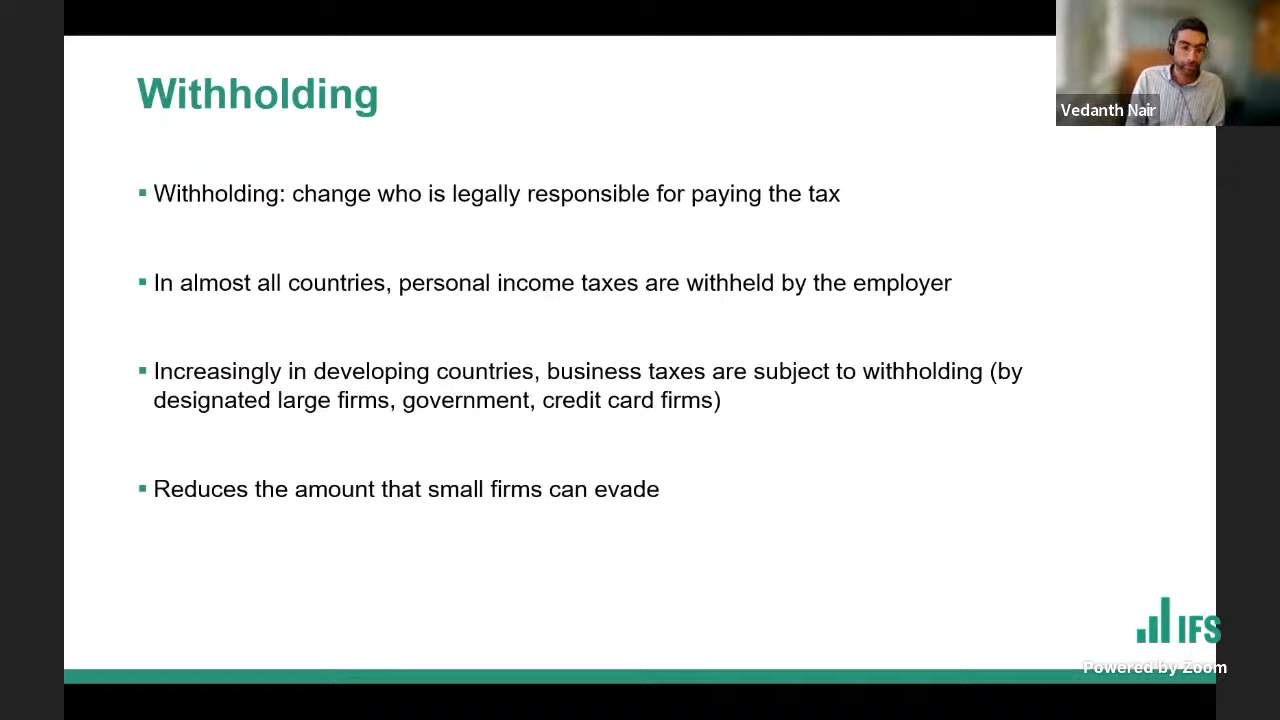 Withholding
Vedanth Nair
▪ Withholding: change who is legally responsible for paying the tax
▪ In almost all countries, personal income taxes are withheld by the employer
▪ Increasingly in developing countries, business taxes are subject to withholding (by
designated large firms, government, credit card firms)
▪ Reduces the amount that small firms can evade
IFS
Powered by Zoom